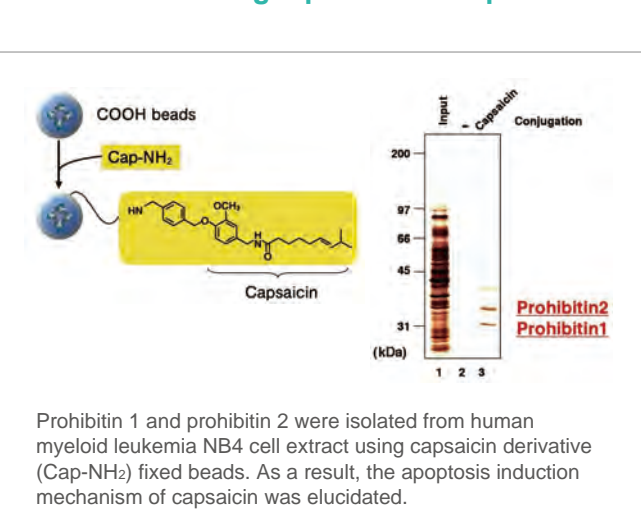 COOH beads
Cap-NH₂
HN
O
OCH₃
H
N
O
Capsaicin
Input
-
Capsaicin
Conjugation
200
97
66
45
31
(kDa)
1 2 3
Prohibitin2
Prohibitin1
Prohibitin 1 and prohibitin 2 were isolated from human
myeloid leukemia NB4 cell extract using capsaicin derivative
(Cap-NH₂) fixed beads. As a result, the apoptosis induction
mechanism of capsaicin was elucidated.